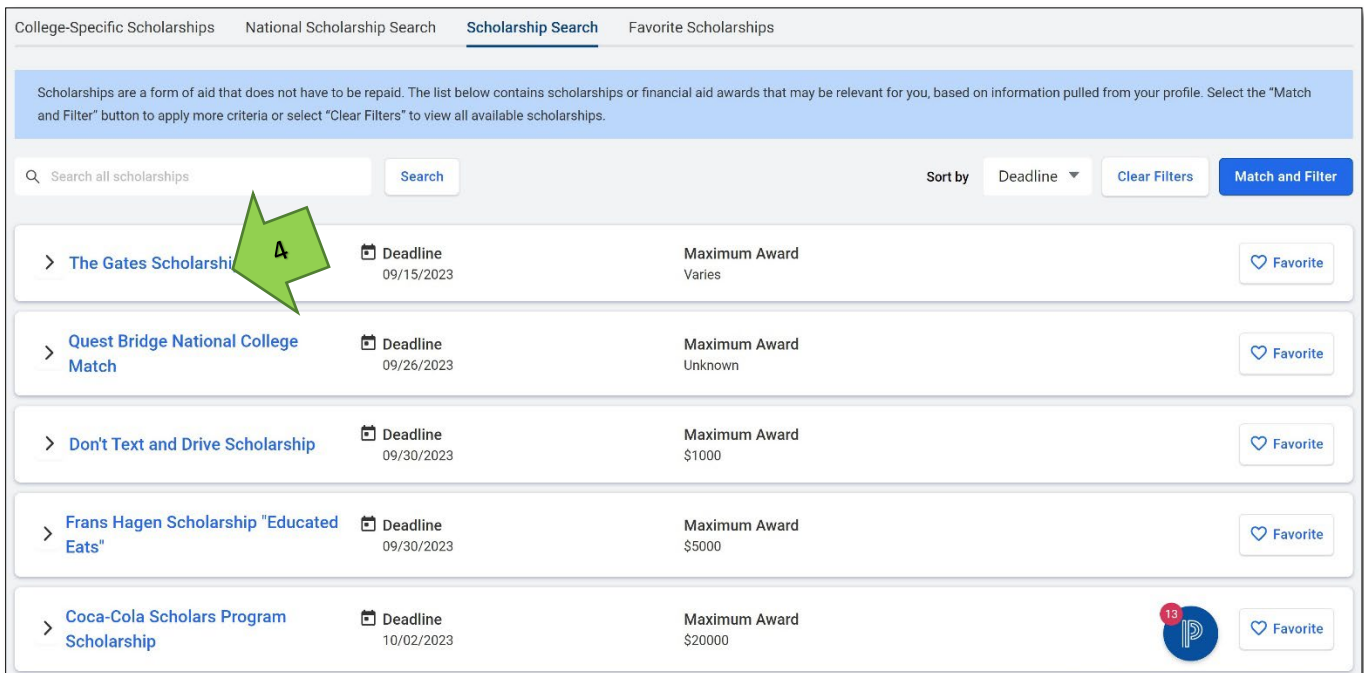 College-Specific Scholarships National Scholarship Search Scholarship Search Favorite Scholarships
Scholarships are a form of aid that does not have to be repaid. The list below contains scholarships or financial aid awards that may be relevant for you, based on information pulled from your profile. Select the “Match
and Filter” button to apply more criteria or select “Clear Filters” to view all available scholarships.
Search all scholarships Search Sort by Deadline Clear Filters Match and Filter
4
The Gates Scholarshi Deadline Maximum Award Favorite
09/15/2023 Varies
Quest Bridge National College Deadline Maximum Award Favorite
Match 09/26/2023 Unknown
Don't Text and Drive Scholarship Deadline Maximum Award Favorite
09/30/2023 $1000
Frans Hagen Scholarship "Educated Deadline Maximum Award Favorite
Eats" 09/30/2023 $5000
Coca-Cola Scholars Program Deadline Maximum Award 13 Favorite
Scholarship 10/02/2023 $20000